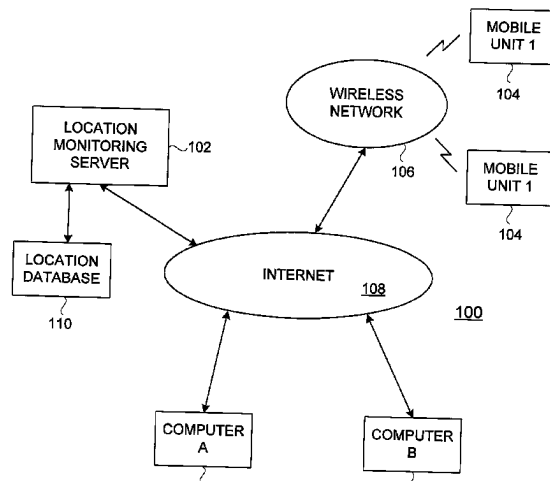 MOBILE
UNIT 1
104
WIRELESS
NETWORK
106
LOCATION
MONITORING
SERVER
102
MOBILE
UNIT 1
104
LOCATION
DATABASE
110
INTERNET
108
100
COMPUTER
A
COMPUTER
B